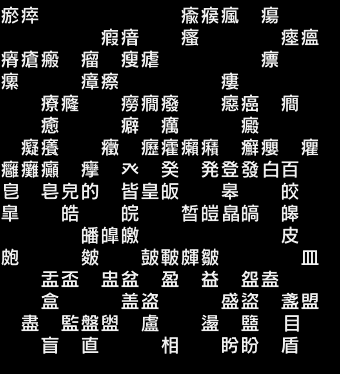 瘀瘁 瘉瘊瘋 瘍
瘕瘖 瘙 瘞瘟
瘠瘡瘢 瘤 瘦瘧 瘭
瘰 瘴瘵 瘻
療癃 癆癇癈 癋癌 癎
癒 癖 癘 癜
癡癢 癥 癧癨癩癪 癬癭 癯
癰癱癲 癴 癶 癸 発登發白百
皀 皂皃的 皆皇皈 皋 皎
皐 皓 皖 皙皚皛皜 皞
皤皥皦 皮
皰 皴 皷皸皹皺 皿
盂盃 盅盆 盈 益 盌盍
盒 盖盗 盛盜 盞盟
盡 監盤盥 盧 盪 盬 目
盲 直 相 盻盼 盾